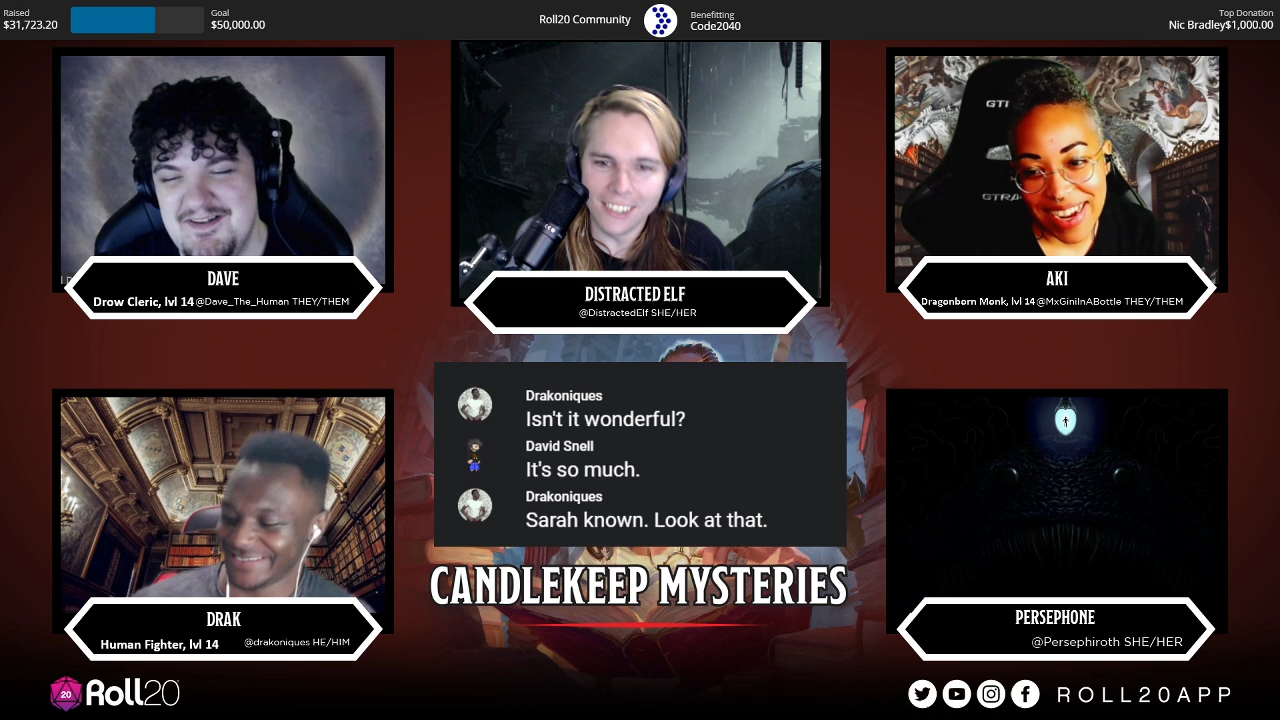 Raised
$31,723.20
Goal
$50,000.00
Roll20 Community
Benefitting
Code2040
Top Donation
Nic Bradley$1,000.00
GTI
GTRA
DAVE
Drow Cleric, lvl 14 @Dave_The_Human THEY/THEM
DISTRACTED ELF
@DistractedElf SHE/HER
AKI
Dragonborn Monk, lvl 14 @MxGiniInABottle THEY/THEM
Drakoniques
Isn't it wonderful?
David Snell
It's so much.
Drakoniques
Sarah known. Look at that.
CANDLEKEEP MYSTERIES
DRAK
Human Fighter, lvl 14 @drakoniques HE/HIM
PERSEPHONE
@Persephiroth SHE/HER
20 Roll20
ROLL20APP